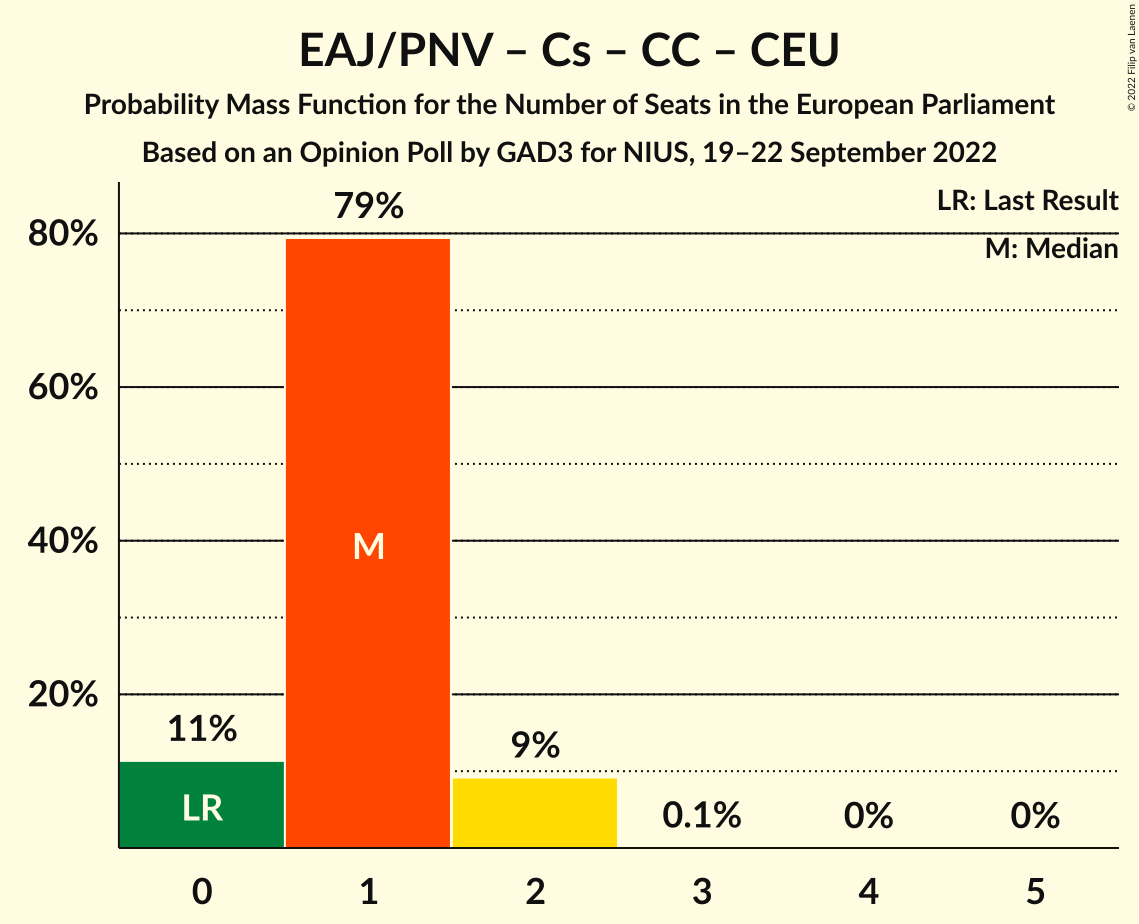 EAJ/PNV – Cs – CC – CEU
Probability Mass Function for the Number of Seats in the European Parliament
Based on an Opinion Poll by GAD3 for NIUS, 19–22 September 2022
© 2022 Filip van Laenen
LR: Last Result
M: Median
80%
60%
40%
20%
79%
M
11%
LR
9%
0.1%
0%
0%
0 1 2 3 4 5